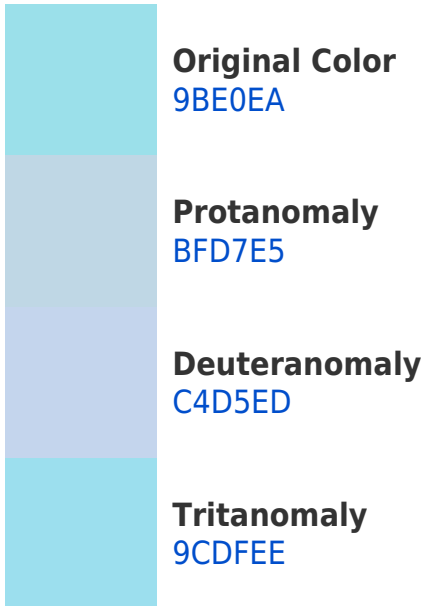 Original Color
9BE0EA
Protanomaly
BFD7E5
Deuteranomaly
C4D5ED
Tritanomaly
9CDFEE